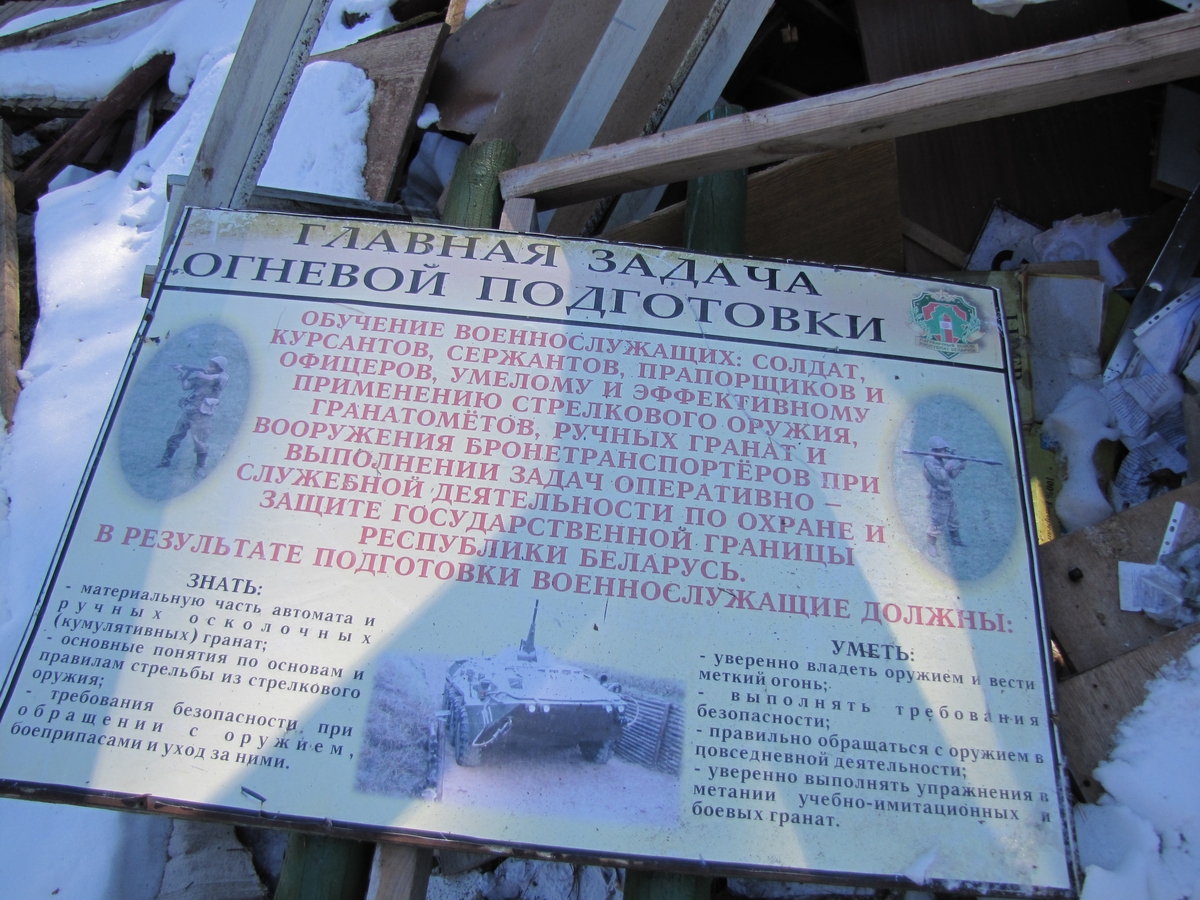 ГЛАВНАЯ ЗАДАЧА
ОГНЕВОЙ ПОДГОТОВКИ
ОБУЧЕНИЕ ВОЕННОСЛУЖАЩИХ: СОЛДАТ,
КУРСАНТОВ, СЕРЖАНТОВ, ПРАПОРЩИКОВ И
ОФИЦЕРОВ, УМЕЛОМУ И ЭФФЕКТИВНОМУ
ПРИМЕНЕНИЮ СТРЕЛКОВОГО ОРУЖИЯ,
ГРАНАТОМЁТОВ, РУЧНЫХ ГРАНАТ И
ВООРУЖЕНИЯ БРОНЕТРАНСПОРТЁРОВ ПРИ
ВЫПОЛНЕНИИ ЗАДАЧ ОПЕРАТИВНО –
СЛУЖЕБНОЙ ДЕЯТЕЛЬНОСТИ ПО ОХРАНЕ И
ЗАЩИТЕ ГОСУДАРСТВЕННОЙ ГРАНИЦЫ
РЕСПУБЛИКИ БЕЛАРУСЬ.
В РЕЗУЛЬТАТЕ ПОДГОТОВКИ ВОЕННОСЛУЖАЩИЕ ДОЛЖНЫ:
ЗНАТЬ:
- материальную часть автомата и
ручных осколочных
(кумулятивных) гранат;
- основные понятия по основам и
правилам стрельбы из стрелкового
оружия;
- требования безопасности при
обращении с оружием,
боеприпасами и уход за ними.
УМЕТЬ:
- уверенно владеть оружием и вести
меткий огонь;
- выполнять требования
безопасности;
- правильно обращаться с оружием в
повседневной деятельности;
- уверенно выполнять упражнения в
метании учебно-имитационных и
боевых гранат.